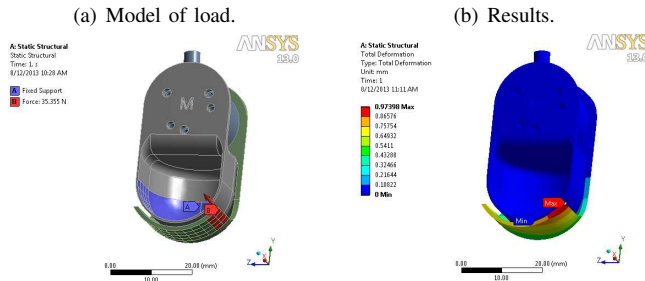 (a) Model of load.
(b) Results.
A: Static Structural
Static Structural
Time: 1, s
8/12/2013 10:28 AM
A Fixed Support
B Force: 35.355 N
ANSYS
13.0
M
A
B
0.00
20.00 (mm)
10.00
Y
Z
X
A: Static Structural
Total Deformation
Type: Total Deformation
Unit: mm
Time: 1
8/12/2013 11:11 AM
0.97398 Max
0.86576
0.75754
0.64932
0.5411
0.43288
0.32466
0.21644
0.10822
0 Min
ANSYS
13.0
Max
Min
0.00
20.00 (mm)
10.00
Y
Z
X